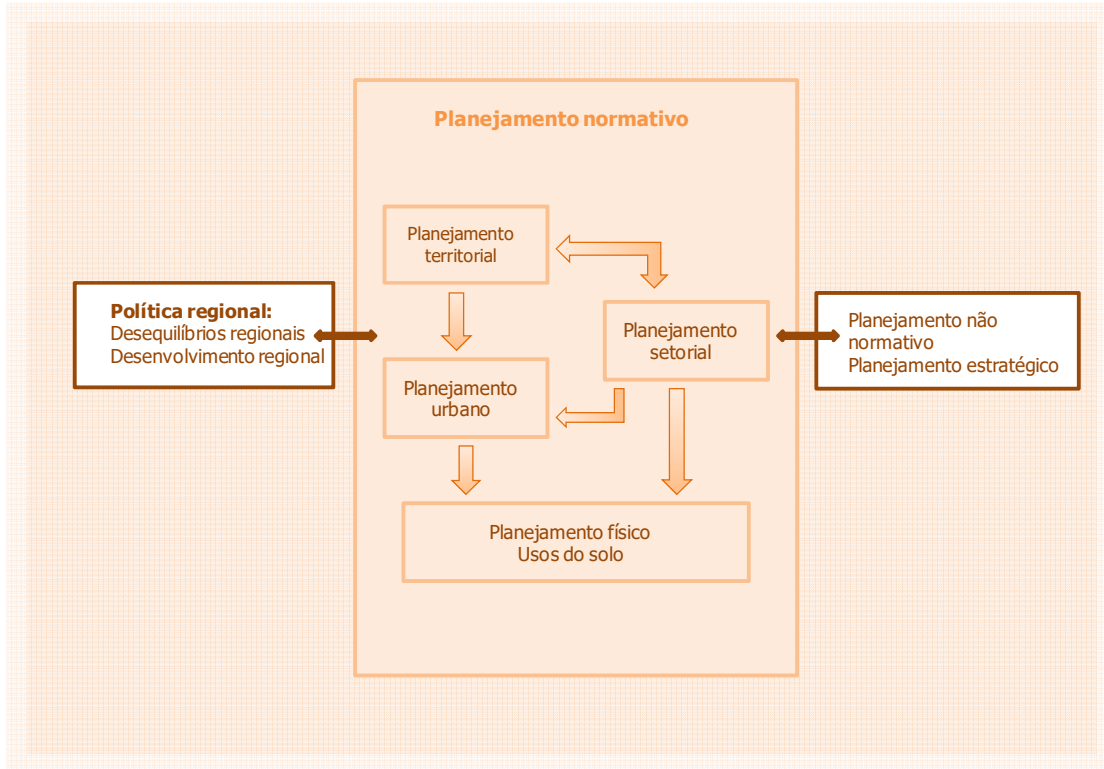 Planejamento normativo
Planejamento
territorial
Política regional:
Desequilíbrios regionais
Desenvolvimento regional
Planejamento
setorial
Planejamento não
normativo
Planejamento estratégico
Planejamento
urbano
Planejamento físico
Usos do solo